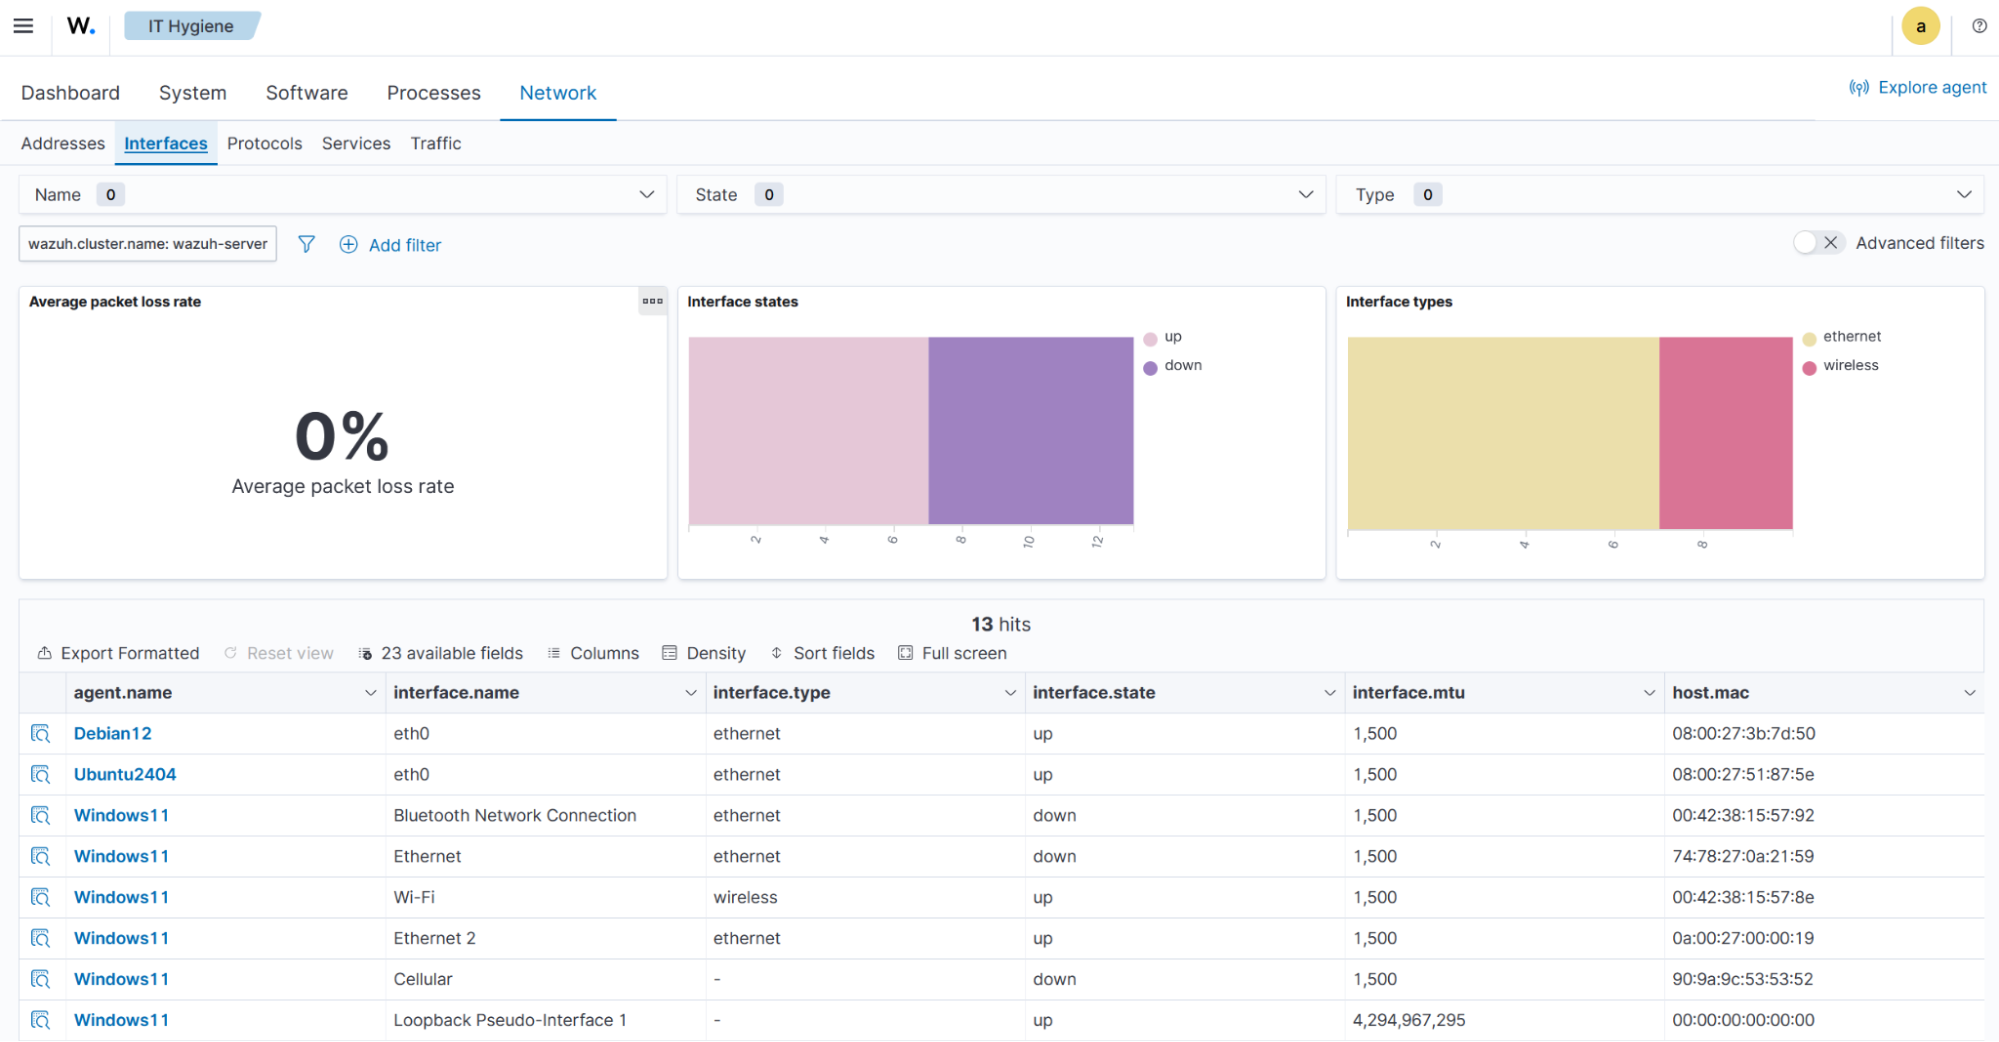 W. IT Hygiene a
Dashboard System Software Processes Network Explore agent
Addresses Interfaces Protocols Services Traffic
Name 0 State 0 Type 0
wazuh.cluster.name: wazuh-server Add filter Advanced filters
Average packet loss rate
0%
Average packet loss rate
Interface states
up
down
2 4 6 8 10 12
Interface types
ethernet
wireless
2 4 6 8
13 hits
Export Formatted Reset view 23 available fields Columns Density Sort fields Full screen
agent.name interface.name interface.type interface.state interface.mtu host.mac
Debian12 eth0 ethernet up 1,500 08:00:27:3b:7d:50
Ubuntu2404 eth0 ethernet up 1,500 08:00:27:51:87:5e
Windows11 Bluetooth Network Connection ethernet down 1,500 00:42:38:15:57:92
Windows11 Ethernet ethernet down 1,500 74:78:27:0a:21:59
Windows11 Wi-Fi wireless up 1,500 00:42:38:15:57:8e
Windows11 Ethernet 2 ethernet up 1,500 0a:00:27:00:00:19
Windows11 Cellular - down 1,500 90:9a:9c:53:53:52
Windows11 Loopback Pseudo-Interface 1 - up 4,294,967,295 00:00:00:00:00:00